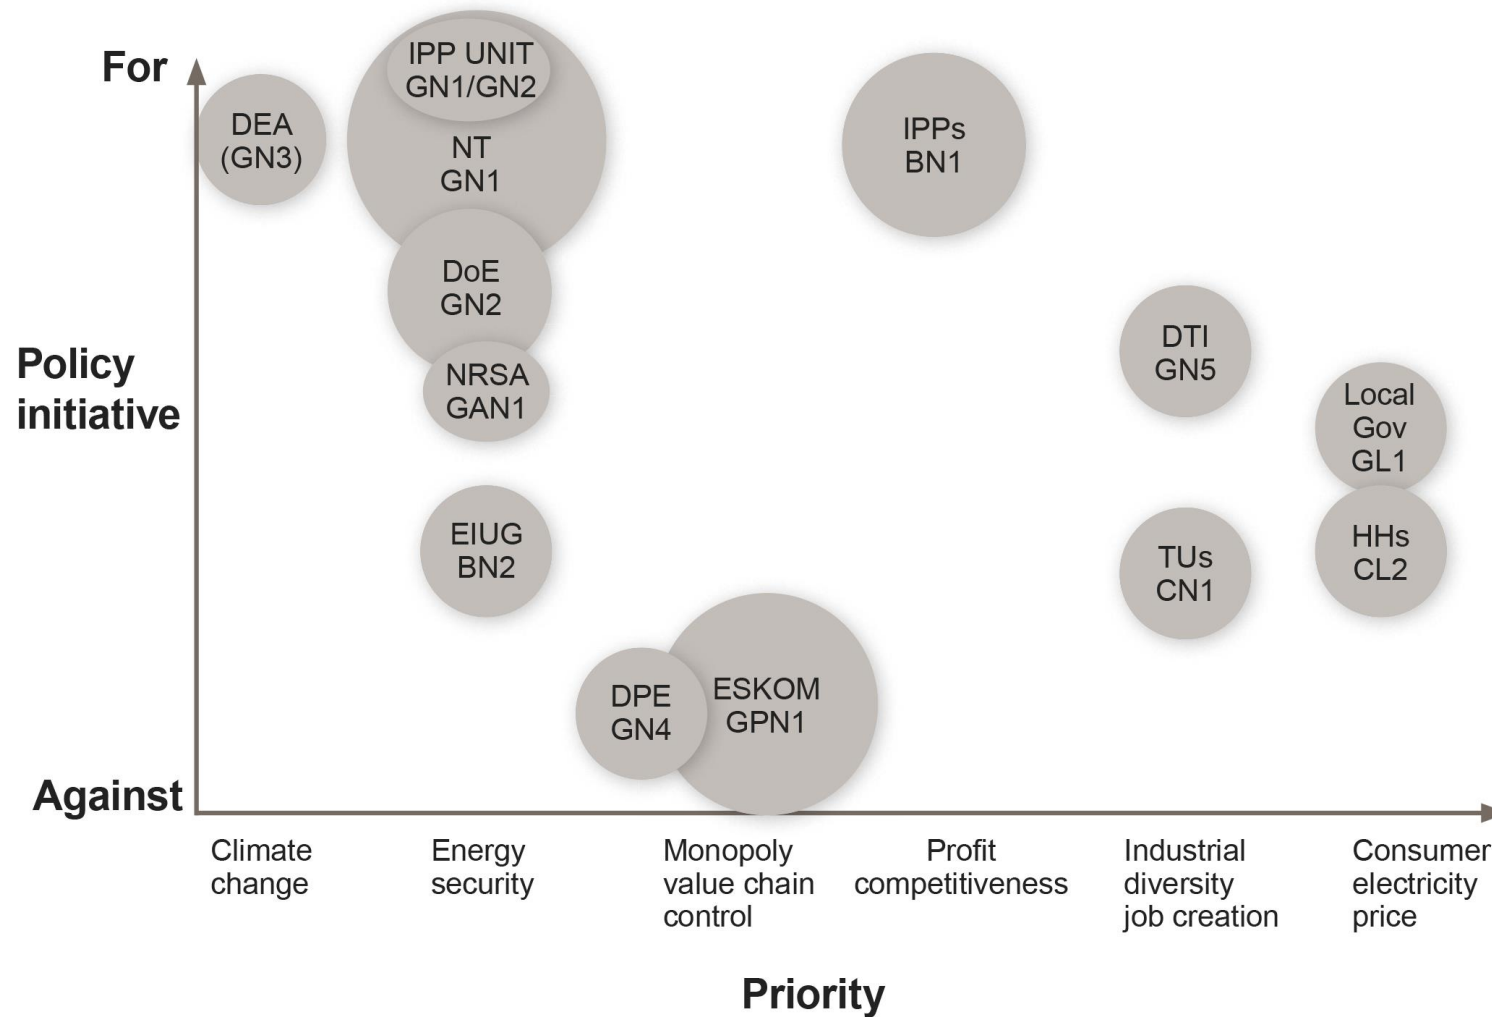 For
IPP UNIT
GN1/GN2
DEA
(GN3)
NT
GN1
IPPs
BN1
DoE
GN2
Policy
initiative
NRSA
GAN1
DTI
GN5
Local
Gov
GL1
EIUG
BN2
TUs
CN1
HHs
CL2
DPE
GN4
ESKOM
GPN1
Against
Climate
change
Energy
security
Monopoly
value chain
control
Profit
competitiveness
Industrial
diversity
job creation
Consumer
electricity
price
Priority